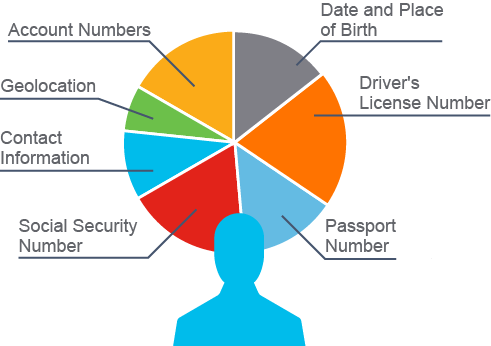 Date and Place
of Birth
Account Numbers
Driver's
License Number
Geolocation
Contact
Information
Social Security
Number
Passport
Number